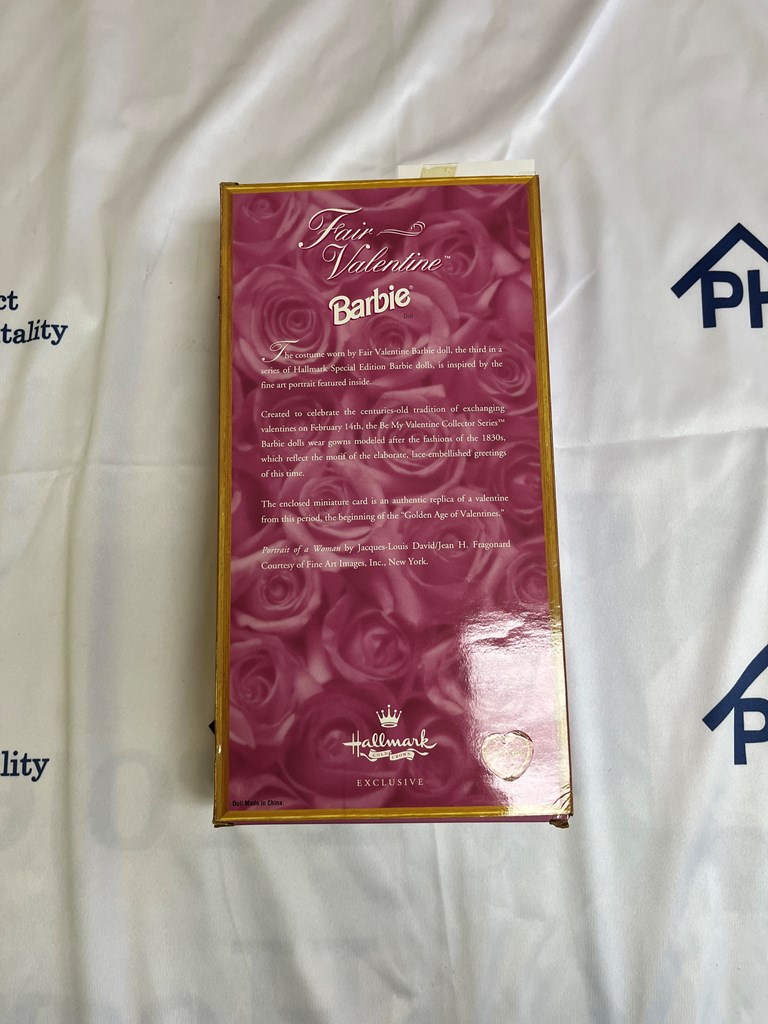 Fair
Valentine™
Barbie®
Doll
The costume worn by Fair Valentine Barbie doll, the third in a
series of Hallmark Special Edition Barbie dolls, is inspired by the
fine art portrait featured inside.
Created to celebrate the centuries-old tradition of exchanging
valentines on February 14th, the Be My Valentine Collector Series™
Barbie dolls wear gowns modeled after the fashions of the 1830s,
which reflect the motif of the elaborate, lace-embellished greetings
of this time.
The enclosed miniature card is an authentic replica of a valentine
from this period, the beginning of the “Golden Age of Valentines.”
Portrait of a Woman by Jacques-Louis David/Jean H. Fragonard
Courtesy of Fine Art Images, Inc., New York.
Hallmark
GOLD CROWN
EXCLUSIVE
Doll Made in China.
ct
tality
PH
lity
P